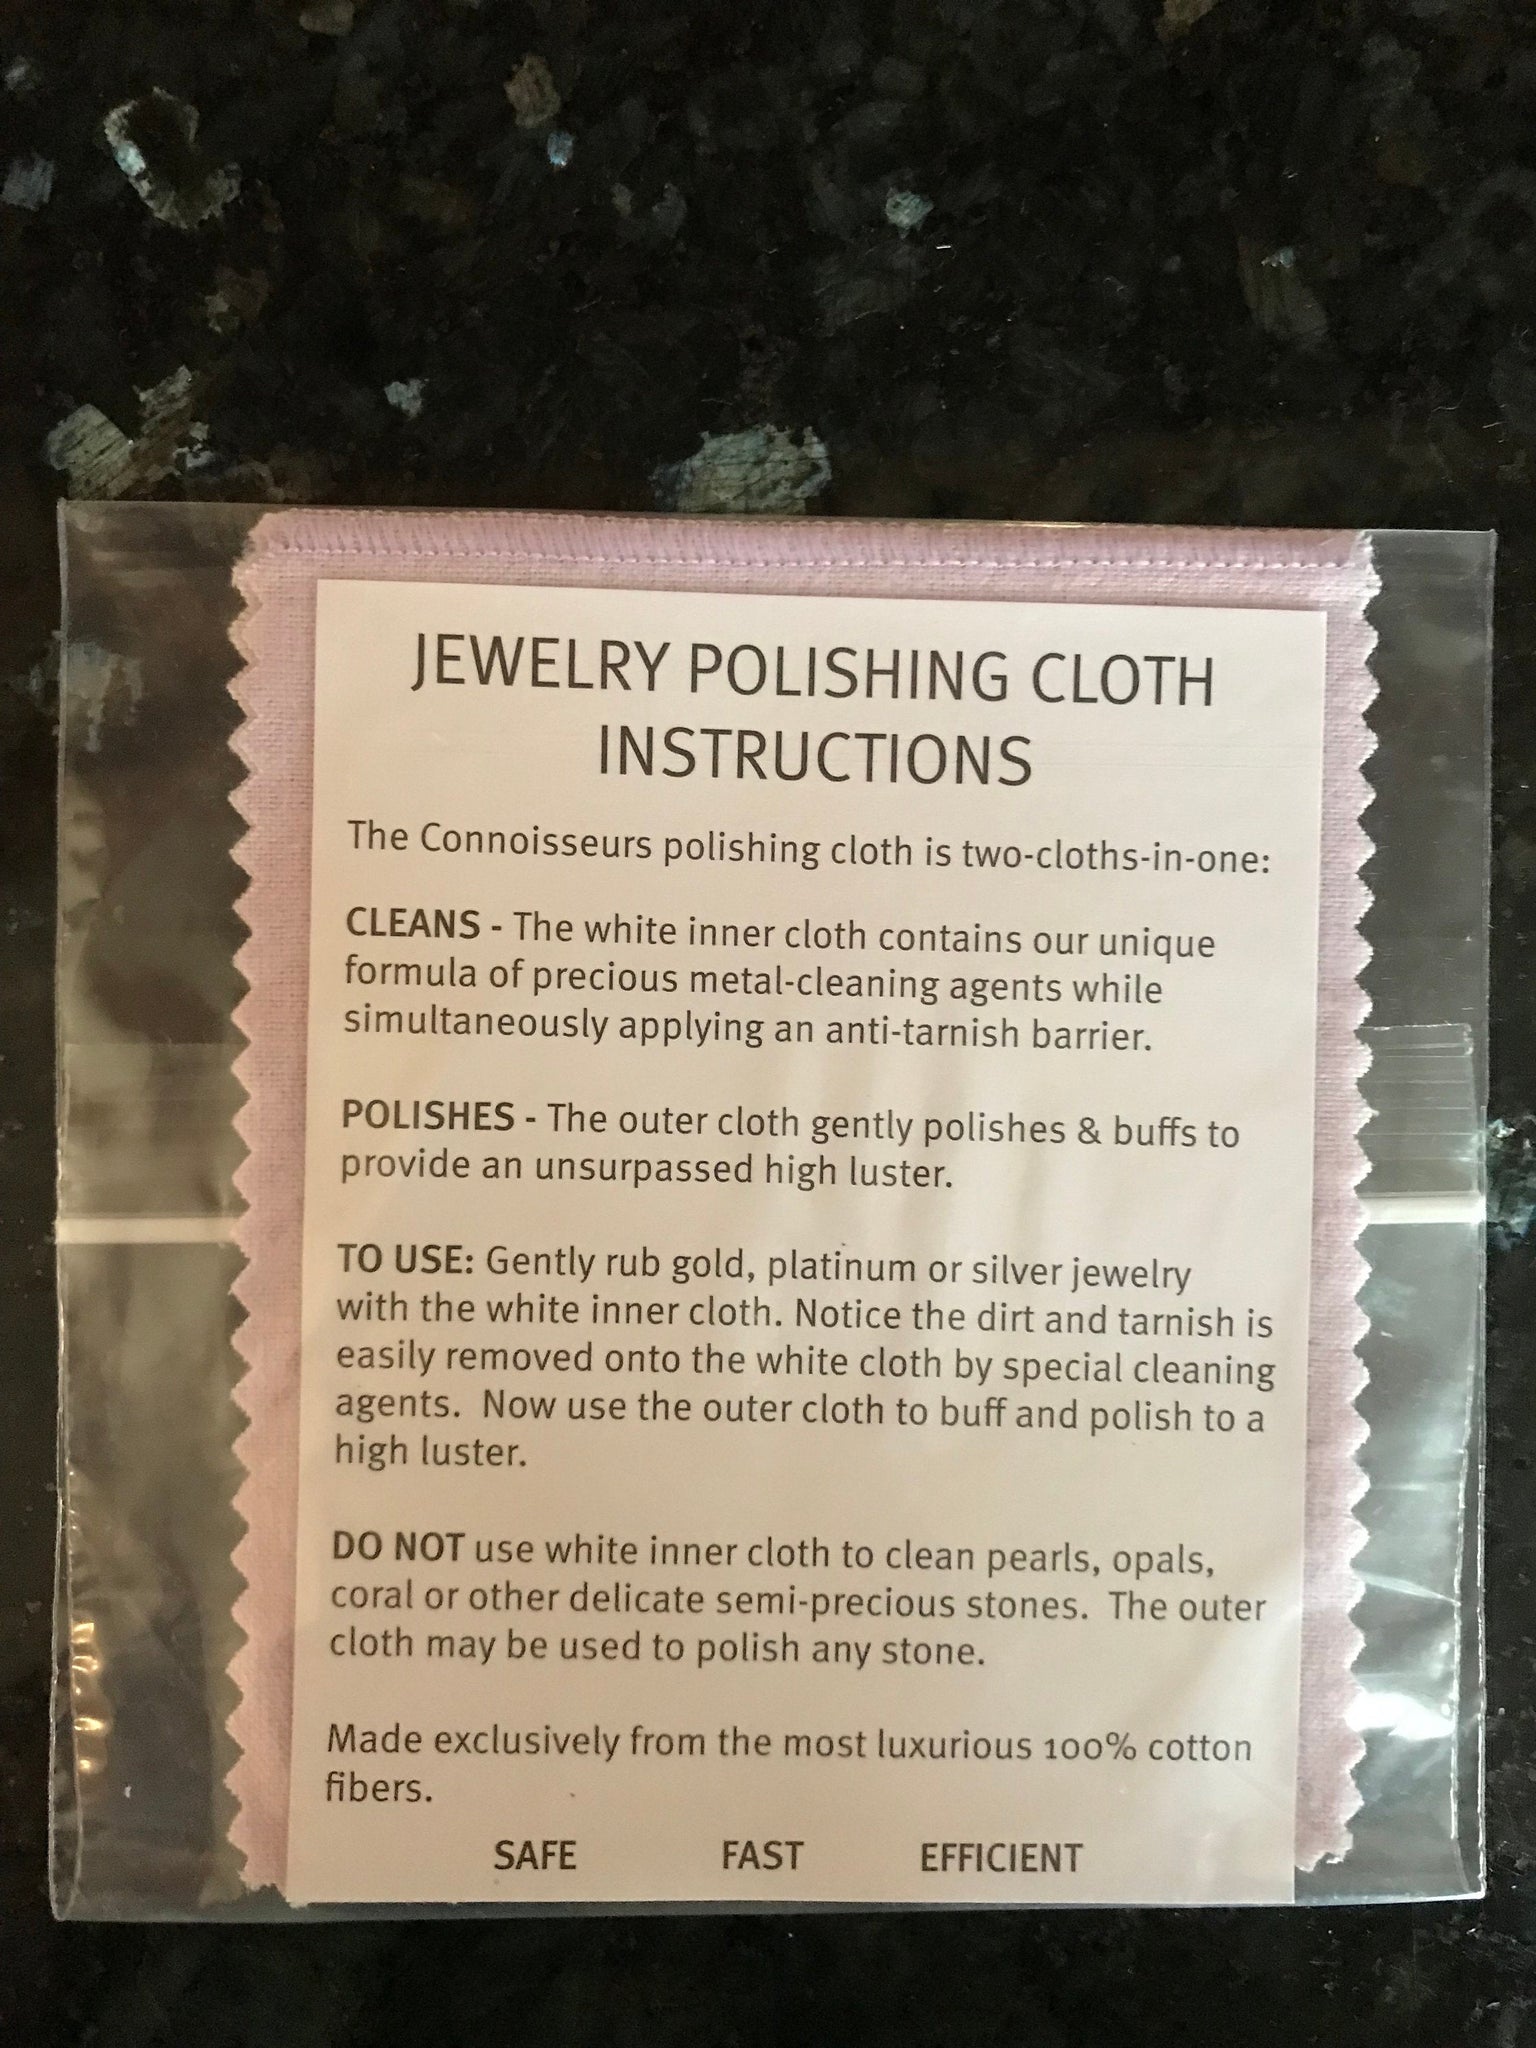 JEWELRY POLISHING CLOTH
INSTRUCTIONS
The Connoisseurs polishing cloth is two-cloths-in-one:
CLEANS - The white inner cloth contains our unique
formula of precious metal-cleaning agents while
simultaneously applying an anti-tarnish barrier.
POLISHES - The outer cloth gently polishes & buffs to
provide an unsurpassed high luster.
TO USE: Gently rub gold, platinum or silver jewelry
with the white inner cloth. Notice the dirt and tarnish is
easily removed onto the white cloth by special cleaning
agents.  Now use the outer cloth to buff and polish to a
high luster.
DO NOT use white inner cloth to clean pearls, opals,
coral or other delicate semi-precious stones.  The outer
cloth may be used to polish any stone.
Made exclusively from the most luxurious 100% cotton
fibers.
SAFE FAST EFFICIENT